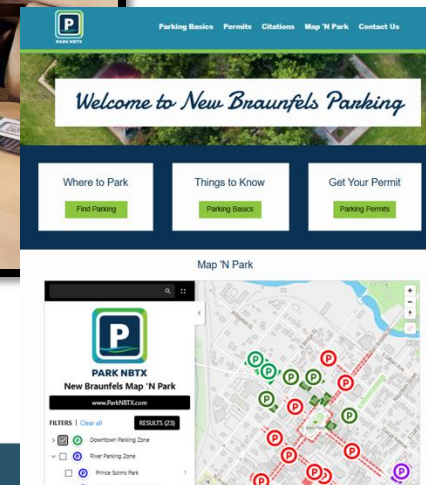 P
PARK NBTX
Parking Basics Permits Citations Map 'N Park Contact Us
Welcome to New Braunfels Parking
Where to Park
Find Parking
Things to Know
Parking Basics
Get Your Permit
Parking Permits
Map 'N Park
P
PARK NBTX
New Braunfels Map 'N Park
www.ParkNBTX.com
FILTERS | Clear all RESULTS (23)
P Downtown Parking Zone
P River Parking Zone
P Prince Solms Park 1